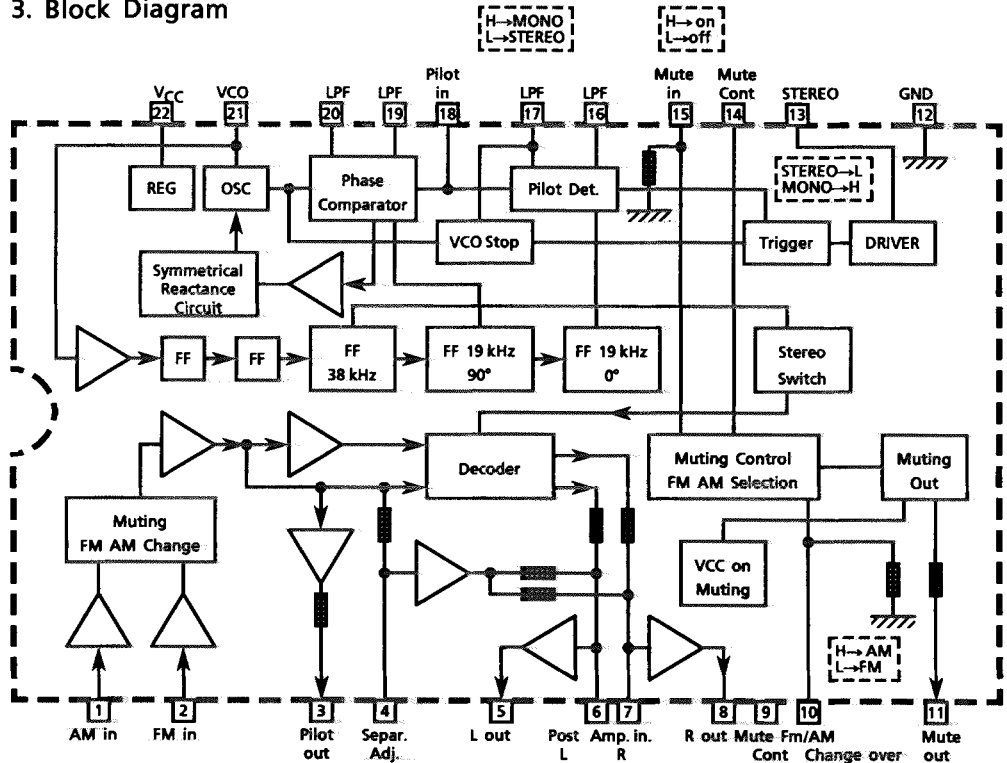 3. Block Diagram
H→MONO
L→STEREO
H→on
L→off
VCC
VCO
LPF
LPF
Pilot
in
LPF
LPF
Mute
in
Mute
Cont
STEREO
GND
22
21
20
19
18
17
16
15
14
13
12
REG
OSC
Phase
Comparator
Pilot Det.
STEREO→L
MONO→H
VCO Stop
Trigger
DRIVER
Symmetrical
Reactance
Circuit
FF
FF
FF
38 kHz
FF 19 kHz
90°
FF 19 kHz
0°
Stereo
Switch
Decoder
Muting Control
FM AM Selection
Muting
Out
Muting
FM AM Change
VCC on
Muting
H→AM
L→FM
1
2
3
4
5
6
7
8
9
10
11
AM in
FM in
Pilot
out
Separ.
Adj.
L out
Post Amp. in.
L R
R out
Mute
Cont
Fm/AM
Change over
Mute
out